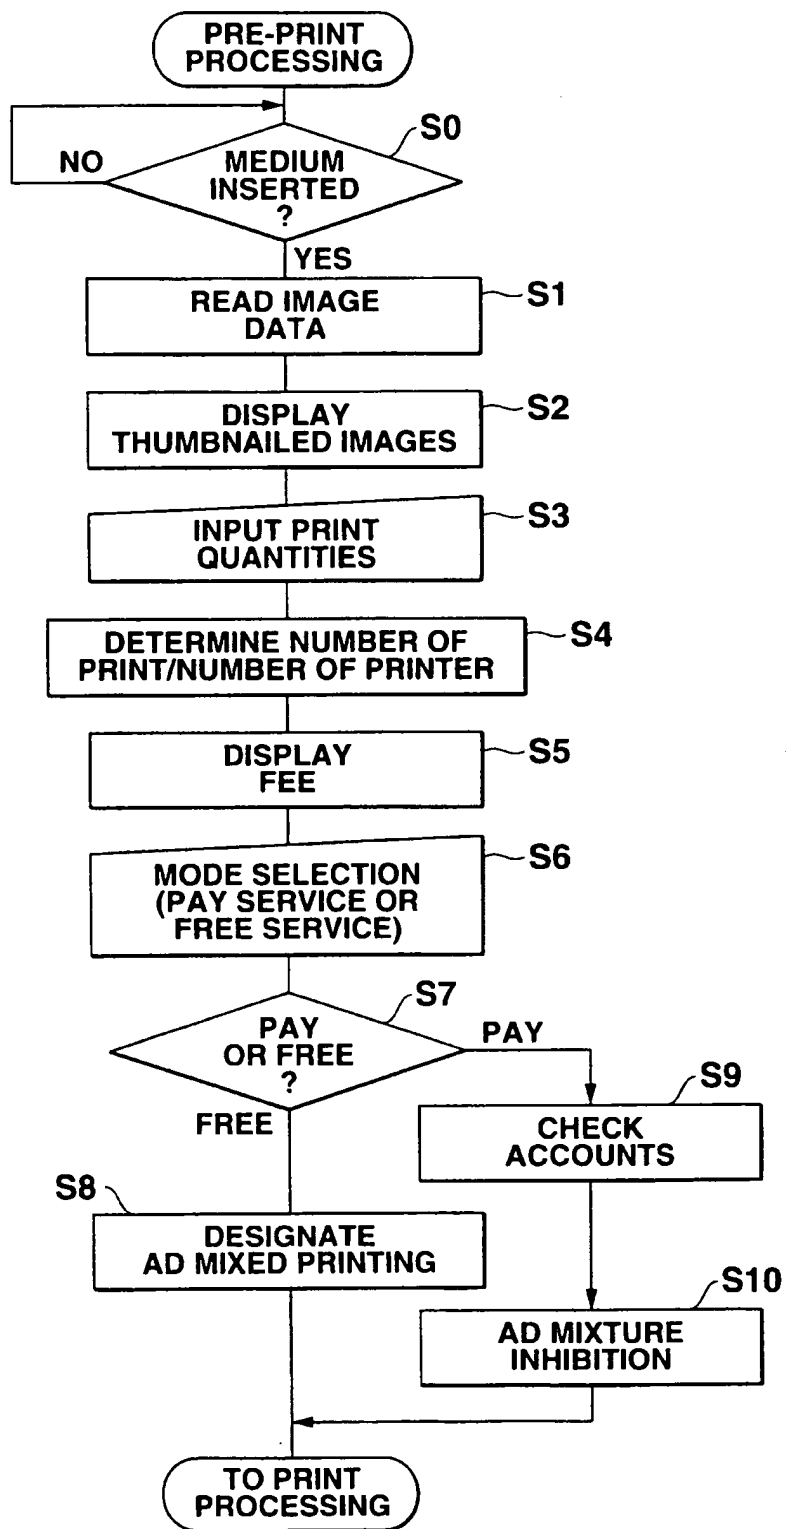 PRE-PRINT
PROCESSING
S0
NO
MEDIUM
INSERTED
?
YES
S1
READ IMAGE
DATA
S2
DISPLAY
THUMBNAILED IMAGES
S3
INPUT PRINT
QUANTITIES
S4
DETERMINE NUMBER OF
PRINT/NUMBER OF PRINTER
S5
DISPLAY
FEE
S6
MODE SELECTION
(PAY SERVICE OR
FREE SERVICE)
S7
PAY
OR FREE
?
PAY
FREE
S9
CHECK
ACCOUNTS
S8
DESIGNATE
AD MIXED PRINTING
S10
AD MIXTURE
INHIBITION
TO PRINT
PROCESSING